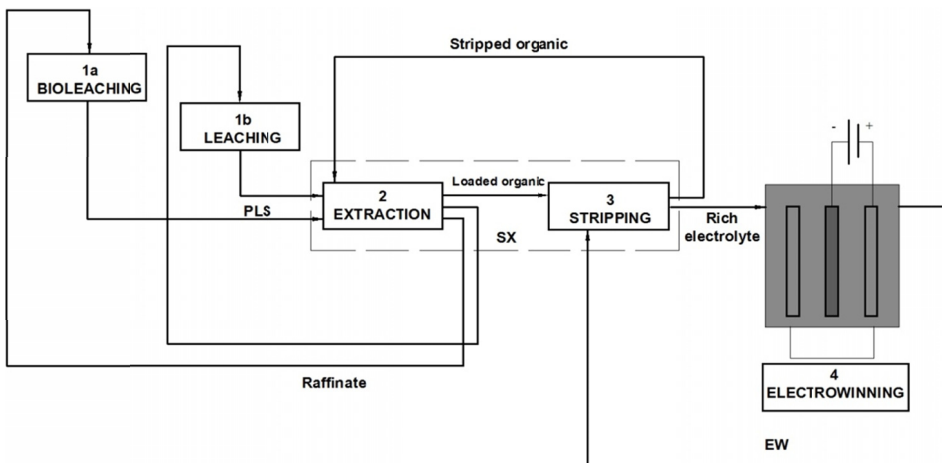 Stripped organic
1a
BIOLEACHING
1b
LEACHING
- +
Loaded organic
2
EXTRACTION
3
STRIPPING
PLS
SX
Rich
electrolyte
Raffinate
4
ELECTROWINNING
EW